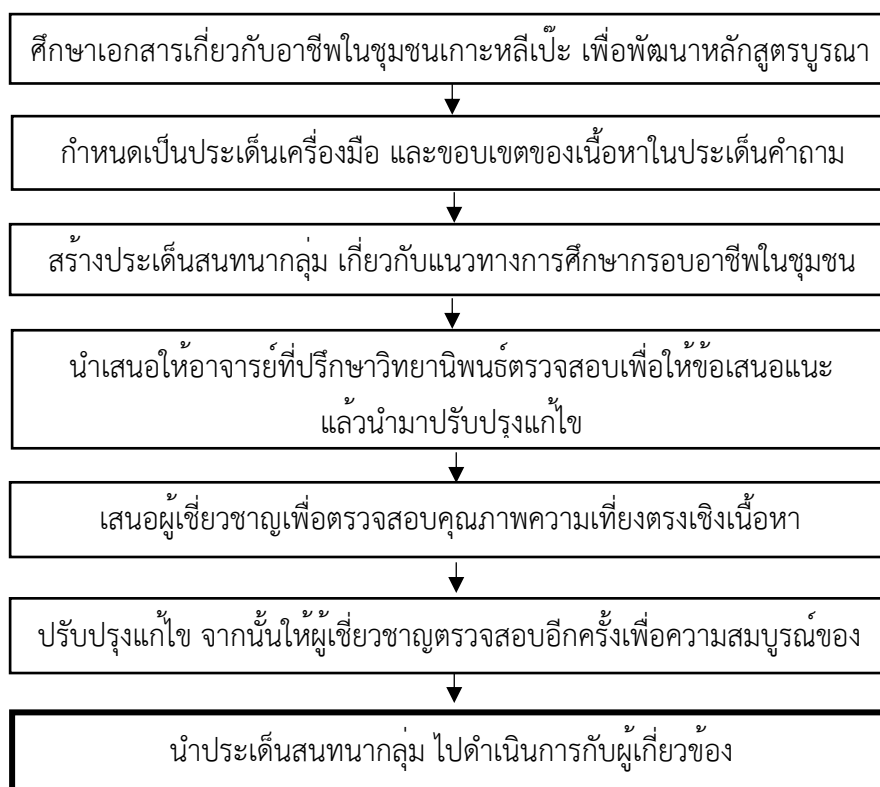 ศึกษาเอกสารเกี่ยวกับอาชีพในชุมชนเกาะหลีเป๊ะ เพื่อพัฒนาหลักสูตรบูรณา
กำหนดเป็นประเด็นเครื่องมือ และขอบเขตของเนื้อหาในประเด็นคำถาม
สร้างประเด็นสนทนากลุ่ม เกี่ยวกับแนวทางการศึกษากรอบอาชีพในชุมชน
นำเสนอให้อาจารย์ที่ปรึกษาวิทยานิพนธ์ตรวจสอบเพื่อให้ข้อเสนอแนะ
แล้วนำมาปรับปรุงแก้ไข
เสนอผู้เชี่ยวชาญเพื่อตรวจสอบคุณภาพความเที่ยงตรงเชิงเนื้อหา
ปรับปรุงแก้ไข จากนั้นให้ผู้เชี่ยวชาญตรวจสอบอีกครั้งเพื่อความสมบูรณ์ของ
นำประเด็นสนทนากลุ่ม ไปดำเนินการกับผู้เกี่ยวข้อง